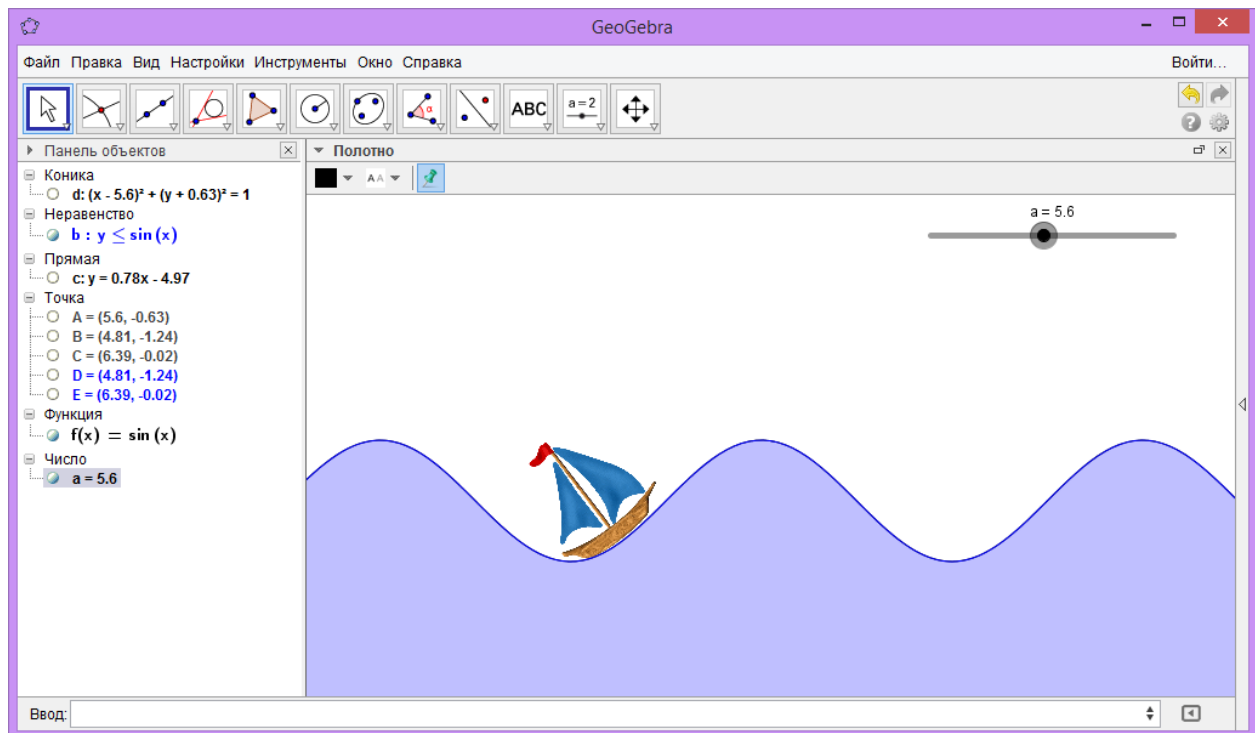 GeoGebra
Файл Правка Вид Настройки Инструменты Окно Справка
Войти...
ABC
a=2
Панель объектов
Полотно
Коника
d: (x - 5.6)² + (y + 0.63)² = 1
Неравенство
b : y ≤ sin (x)
Прямая
c: y = 0.78x - 4.97
Точка
A = (5.6, -0.63)
B = (4.81, -1.24)
C = (6.39, -0.02)
D = (4.81, -1.24)
E = (6.39, -0.02)
Функция
f(x) = sin (x)
Число
a = 5.6
AA
a = 5.6
Ввод: